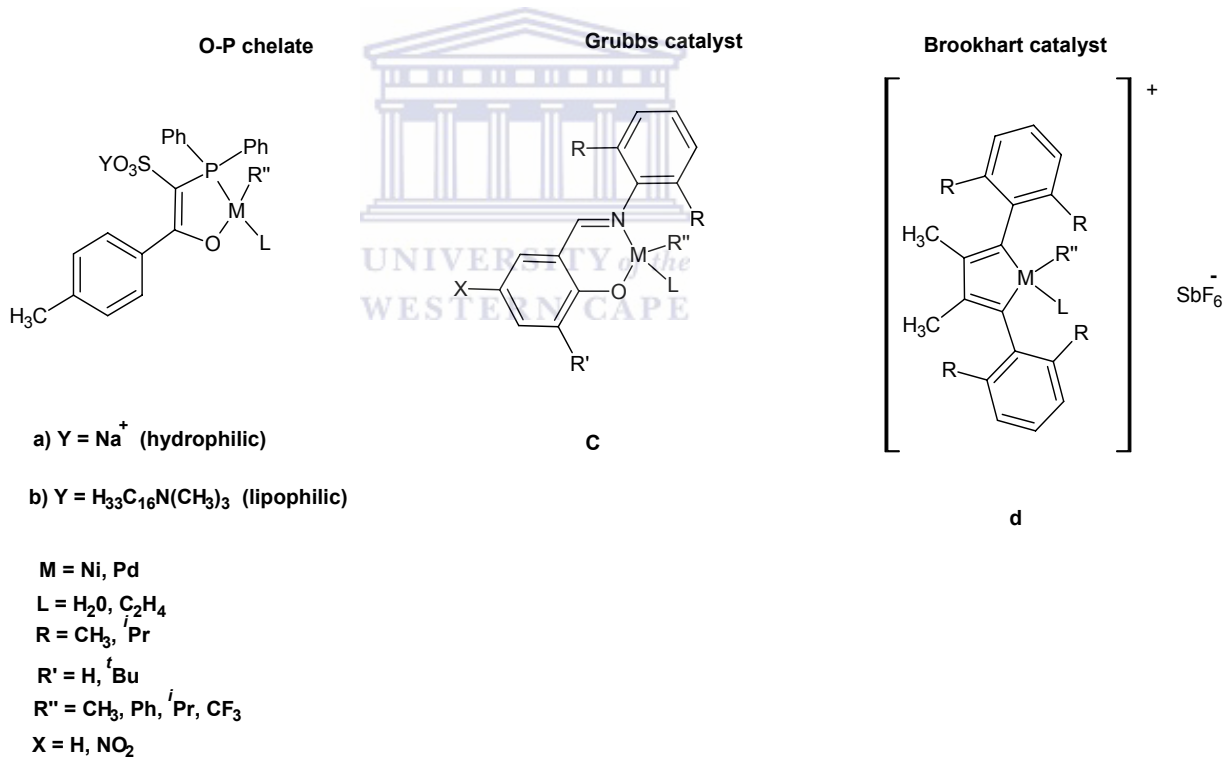 O-P chelate
Grubbs catalyst
Brookhart catalyst
+
Ph
Ph
YO₃S
P
R"
M
O
L
H₃C
R
R
N
R"
M
X
O
L
R'
R
R
H₃C
R"
M
L
H₃C
R
R
SbF₆⁻
UNIVERSITY of the
WESTERN CAPE
a) Y = Na⁺ (hydrophilic)
b) Y = H₃₃C₁₆N(CH₃)₃ (lipophilic)
C
d
M = Ni, Pd
L = H₂0, C₂H₄
R = CH₃, ⁱPr
R' = H, ᵗBu
R" = CH₃, Ph, ⁱPr, CF₃
X = H, NO₂